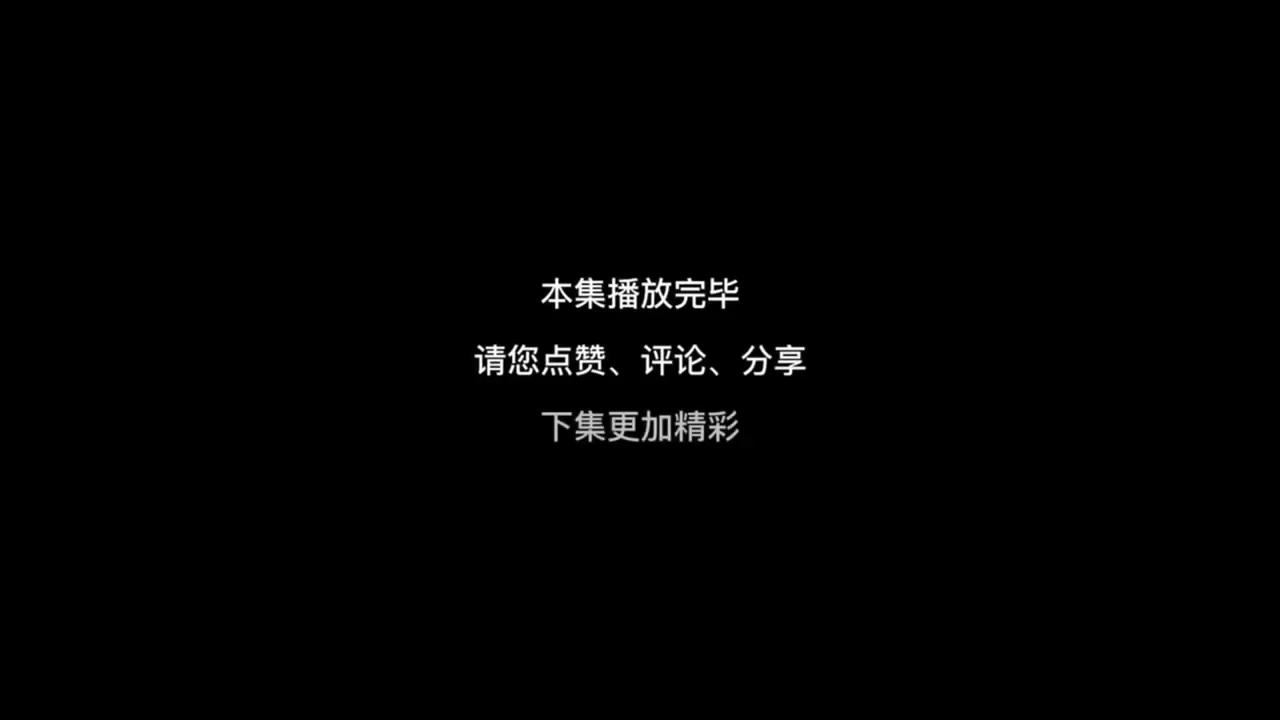 本集播放完毕
请您点赞、评论、分享
下集更加精彩